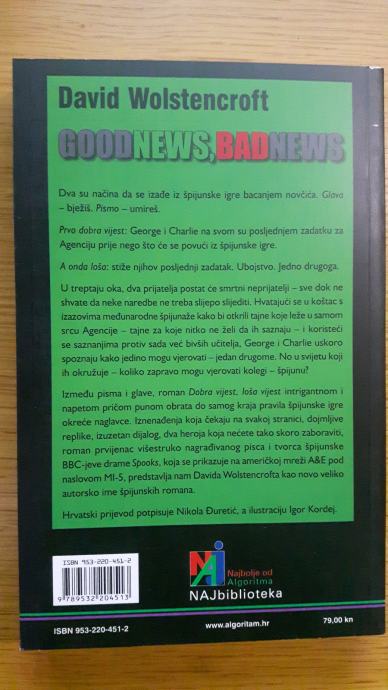 David Wolstencroft
GOODNEWS,BADNEWS
Dva su načina da se izađe iz špijunske igre bacanjem novčića. Glava
– bježiš. Pismo – umireš.
Prva dobra vijest: George i Charlie na svom su posljednjem zadatku za
Agenciju prije nego što će se povući iz špijunske igre.
A onda loša: stiže njihov posljednji zadatak. Ubojstvo. Jedno drugoga.
U treptaju oka, dva prijatelja postat će smrtni neprijatelji – sve dok ne
shvate da neke naredbe ne treba slijepo slijediti. Hvatajući se u koštac s
izazovima međunarodne špijunaže kako bi otkrili tajne koje leže u samom
srcu Agencije – tajne za koje nitko ne želi da ih saznaju – i koristeći
se saznanjima protiv sada već bivših učitelja, George i Charlie uskoro
spoznaju kako jedino mogu vjerovati – jedan drugome. No u svijetu koji
ih okružuje – koliko zapravo mogu vjerovati kolegi – špijunu?
Između pisma i glave, roman Dobra vijest, loša vijest intrigantnom i
napetom pričom punom obrata do samog kraja pravila špijunske igre
okreće naglavce. Iznenađenja koja čekaju na svakoj stranici, dojmljive
replike, izuzetan dijalog, dva heroja koja nećete tako skoro zaboraviti,
roman prvijenac višestruko nagrađivanog pisca i tvorca špijunske
BBC-jeve drame Spooks, koja se prikazuje na američkoj mreži A&E pod
naslovom MI-5, predstavlja nam Davida Wolstencrofta kao novo veliko
autorsko ime špijunskih romana.
Hrvatski prijevod potpisuje Nikola Đuretić, a ilustraciju Igor Kordej.
ISBN 953-220-451-2
9 789532 204513
NAJ
Najbolje od
Algoritma
NAJbiblioteka
ISBN 953-220-451-2
www.algoritam.hr
79,00 kn